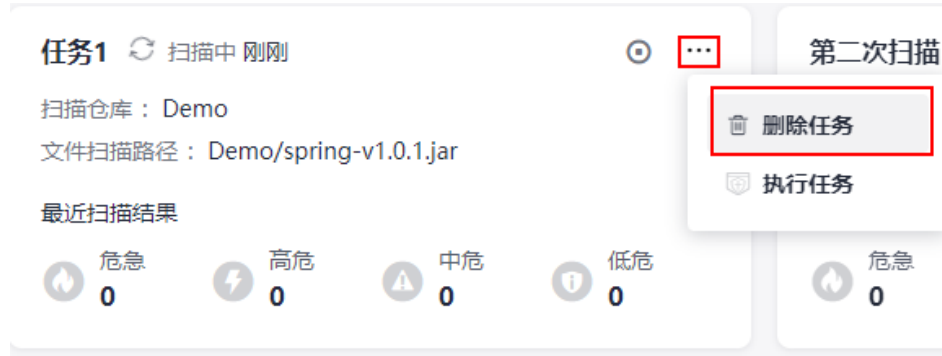 任务1 扫描中 刚刚
扫描仓库： Demo
文件扫描路径： Demo/spring-v1.0.1.jar
最近扫描结果
危急 高危 中危 低危
0 0 0 0
第二次扫描
删除任务
执行任务
危急
0